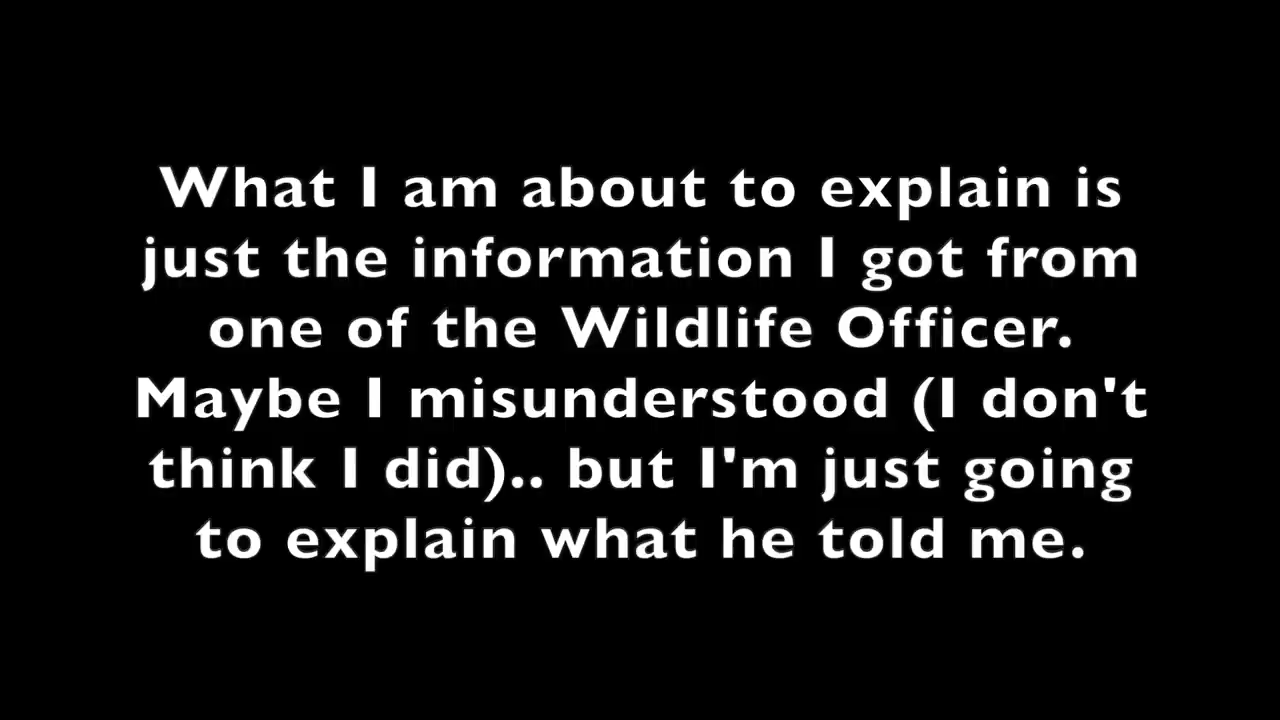 What I am about to explain is
just the information I got from
one of the Wildlife Officer.
Maybe I misunderstood (I don't
think I did).. but I'm just going
to explain what he told me.